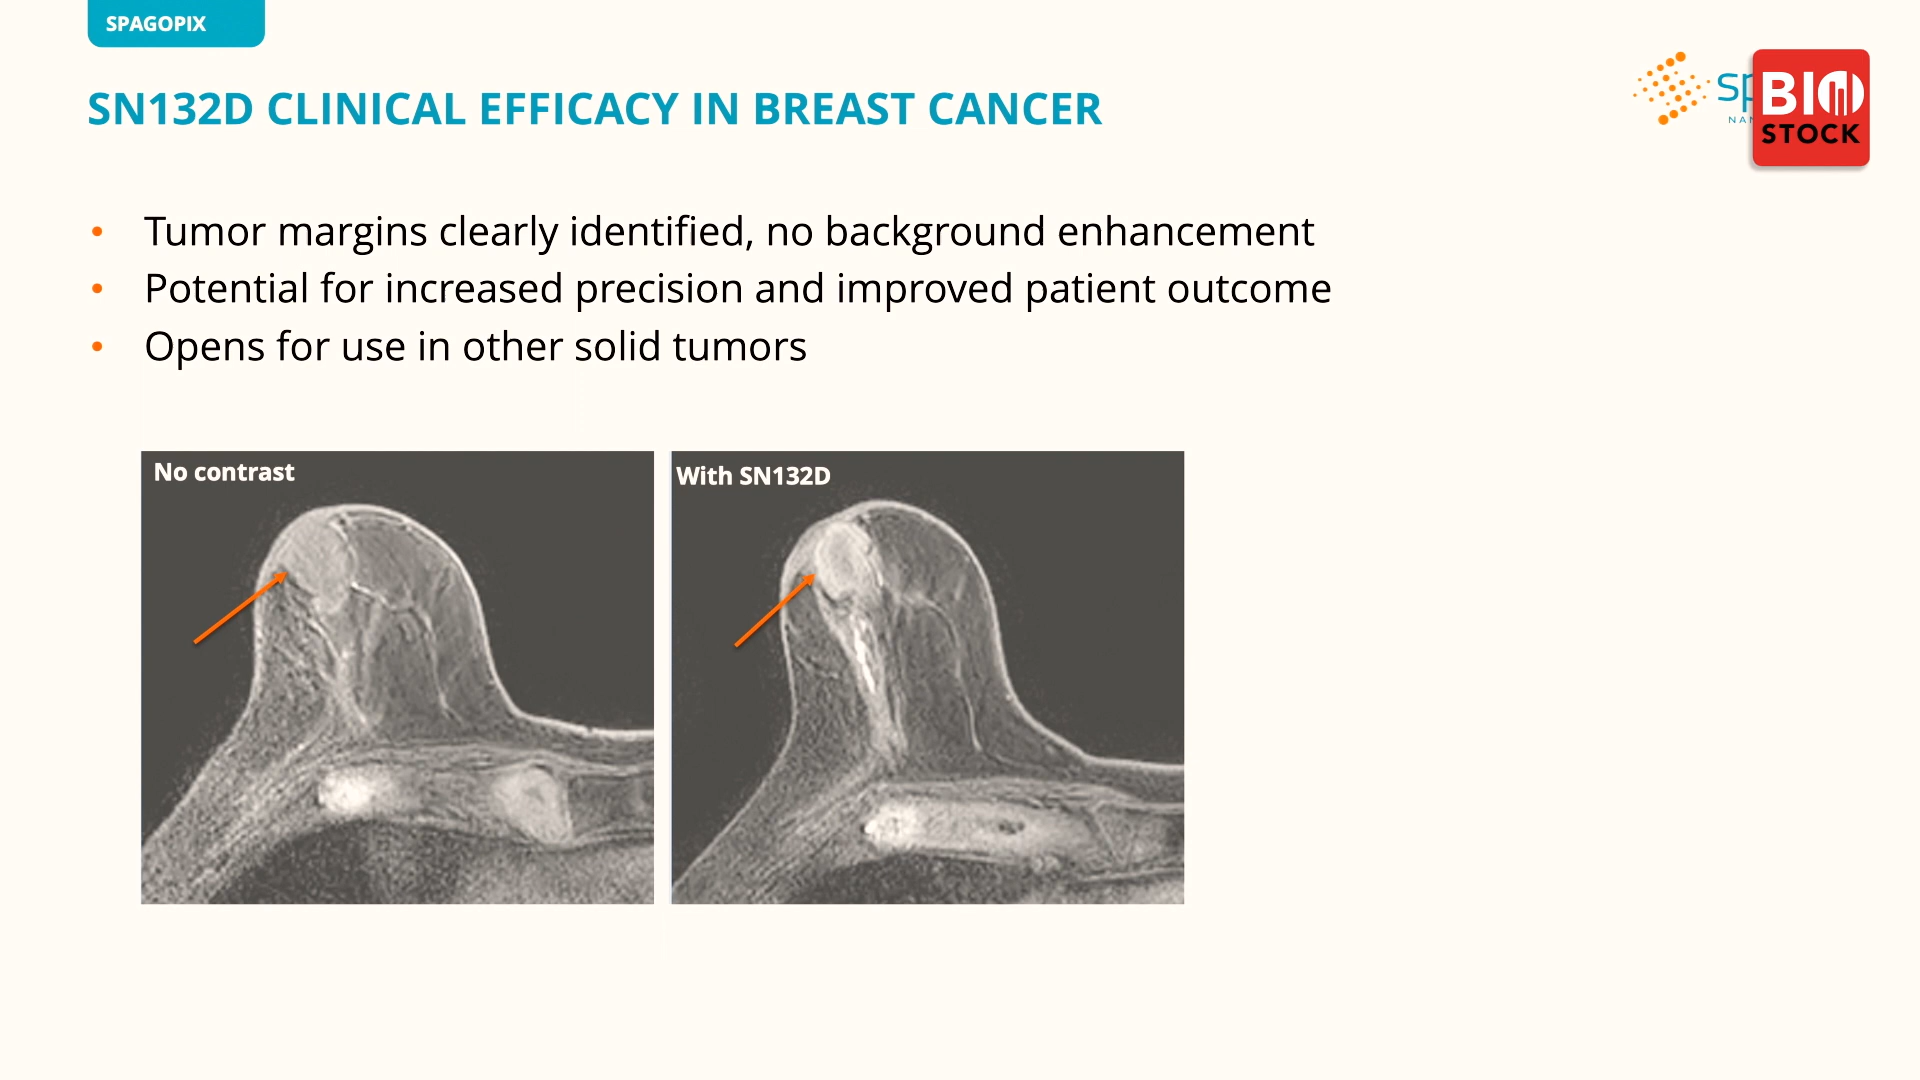 SPAGOPIX
SN132D CLINICAL EFFICACY IN BREAST CANCER
BIO
STOCK
• Tumor margins clearly identified, no background enhancement
• Potential for increased precision and improved patient outcome
• Opens for use in other solid tumors
No contrast
With SN132D